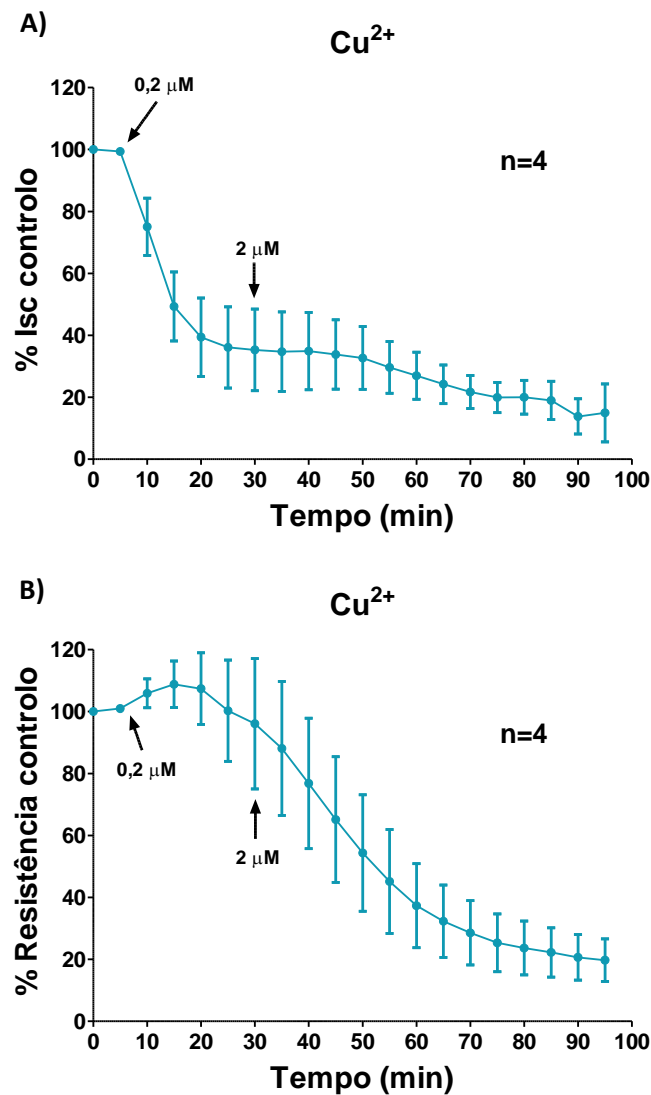 A)
Cu²⁺
120
100
80
60
40
20
0
% Isc controlo
0,2 μM
2 μM
n=4
0 10 20 30 40 50 60 70 80 90 100
Tempo (min)
B)
Cu²⁺
120
100
80
60
40
20
0
% Resistência controlo
0,2 μM
2 μM
n=4
0 10 20 30 40 50 60 70 80 90 100
Tempo (min)